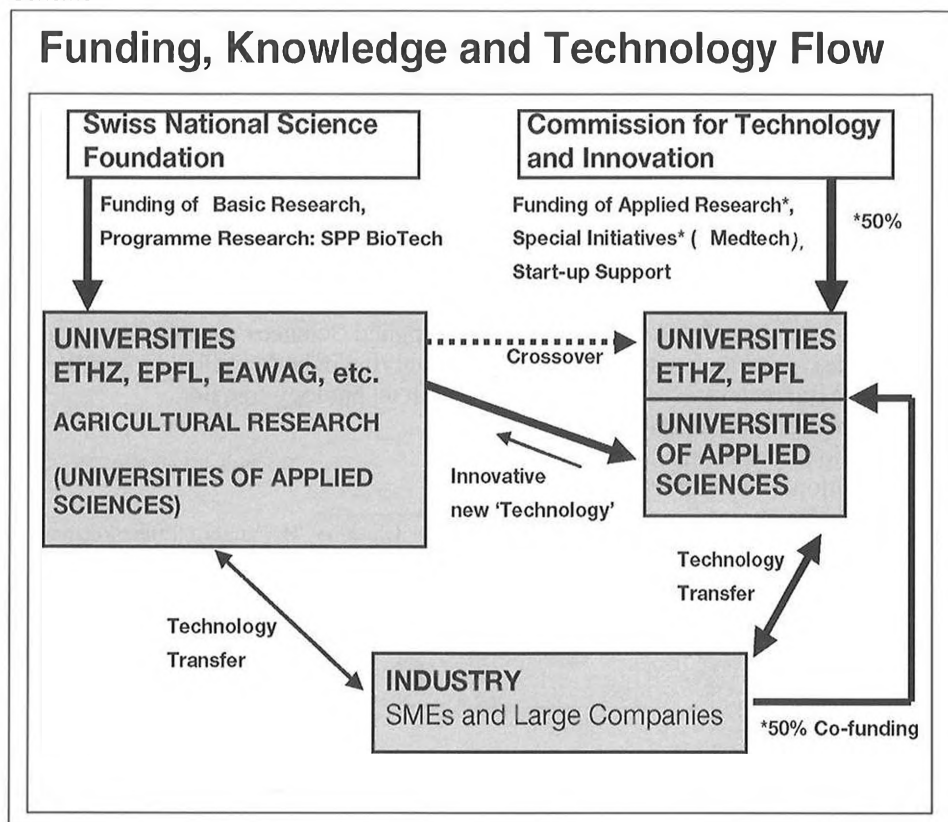 Funding, Knowledge and Technology Flow
Swiss National Science
Foundation
Commission for Technology
and Innovation
Funding of Basic Research,
Programme Research: SPP BioTech
Funding of Applied Research*,
Special Initiatives* ( Medtech),
Start-up Support
*50%
UNIVERSITIES
ETHZ, EPFL, EAWAG, etc.
AGRICULTURAL RESEARCH
(UNIVERSITIES OF APPLIED
SCIENCES)
Crossover
UNIVERSITIES
ETHZ, EPFL
UNIVERSITIES
OF APPLIED
SCIENCES
Innovative
new ‘Technology’
Technology
Transfer
Technology
Transfer
INDUSTRY
SMEs and Large Companies
*50% Co-funding